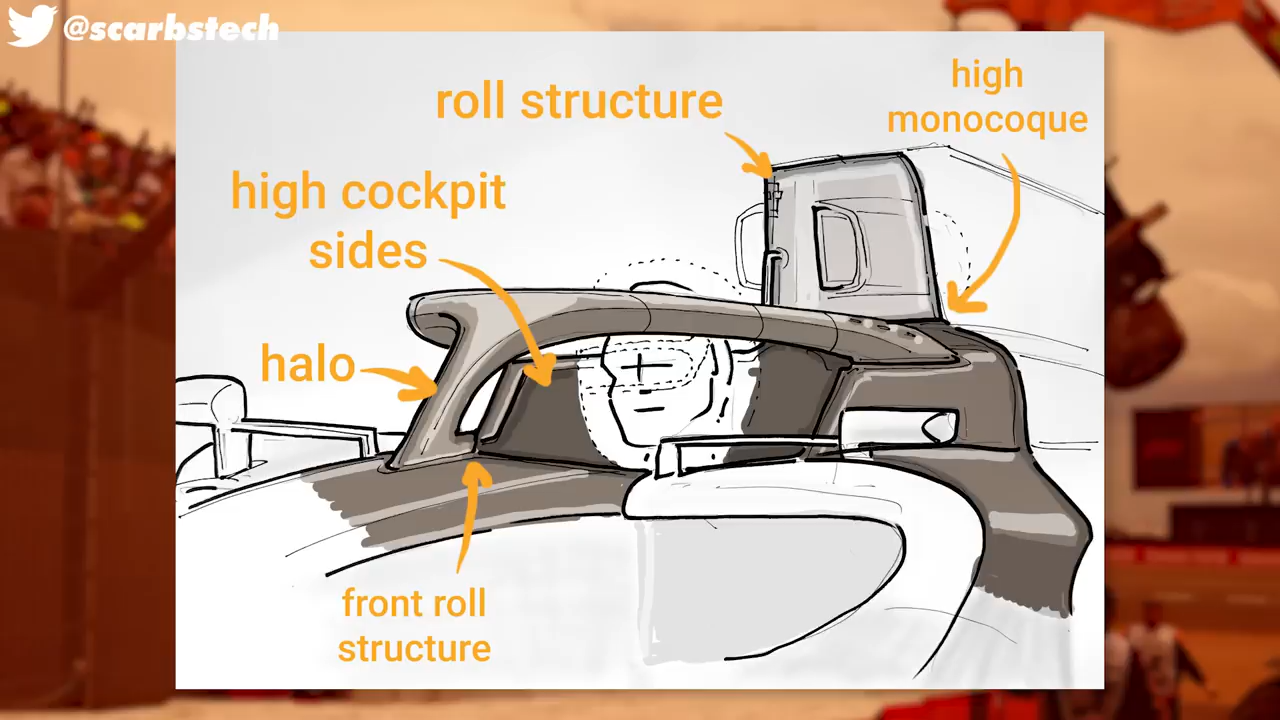 @scarbstech
roll structure
high
monocoque
high cockpit
sides
halo
front roll
structure